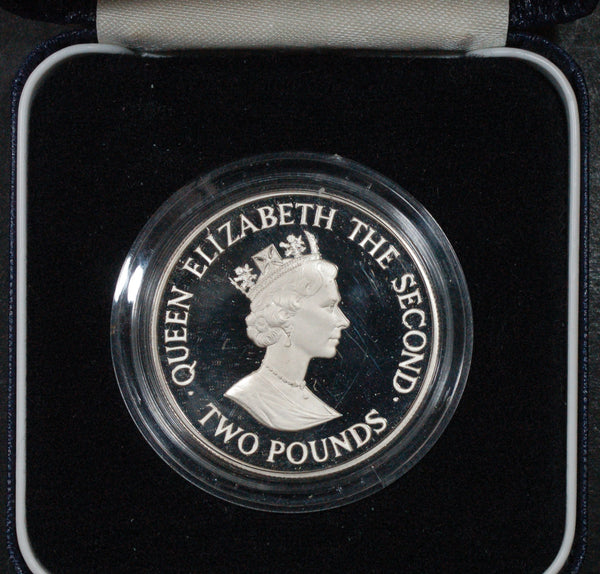 QUEEN ELIZABETH THE SECOND
TWO POUNDS